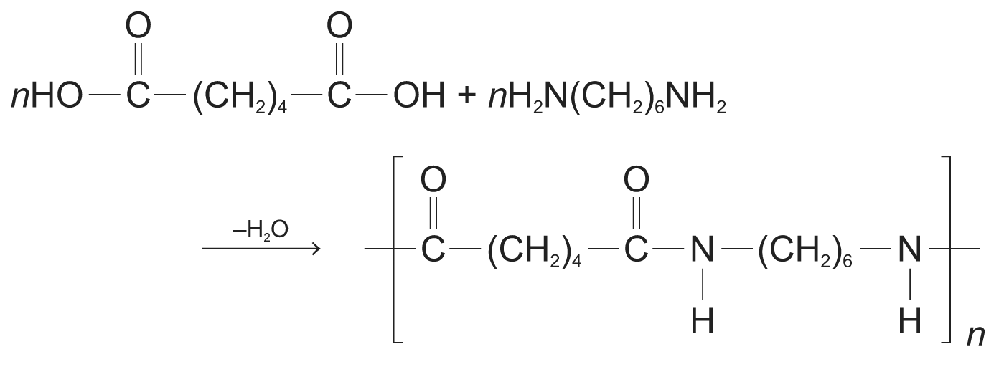 O O
nHO C (CH2)4 C OH + nH2N(CH2)6NH2
–H2O
O O
C (CH2)4 C N (CH2)6 N
H H
n